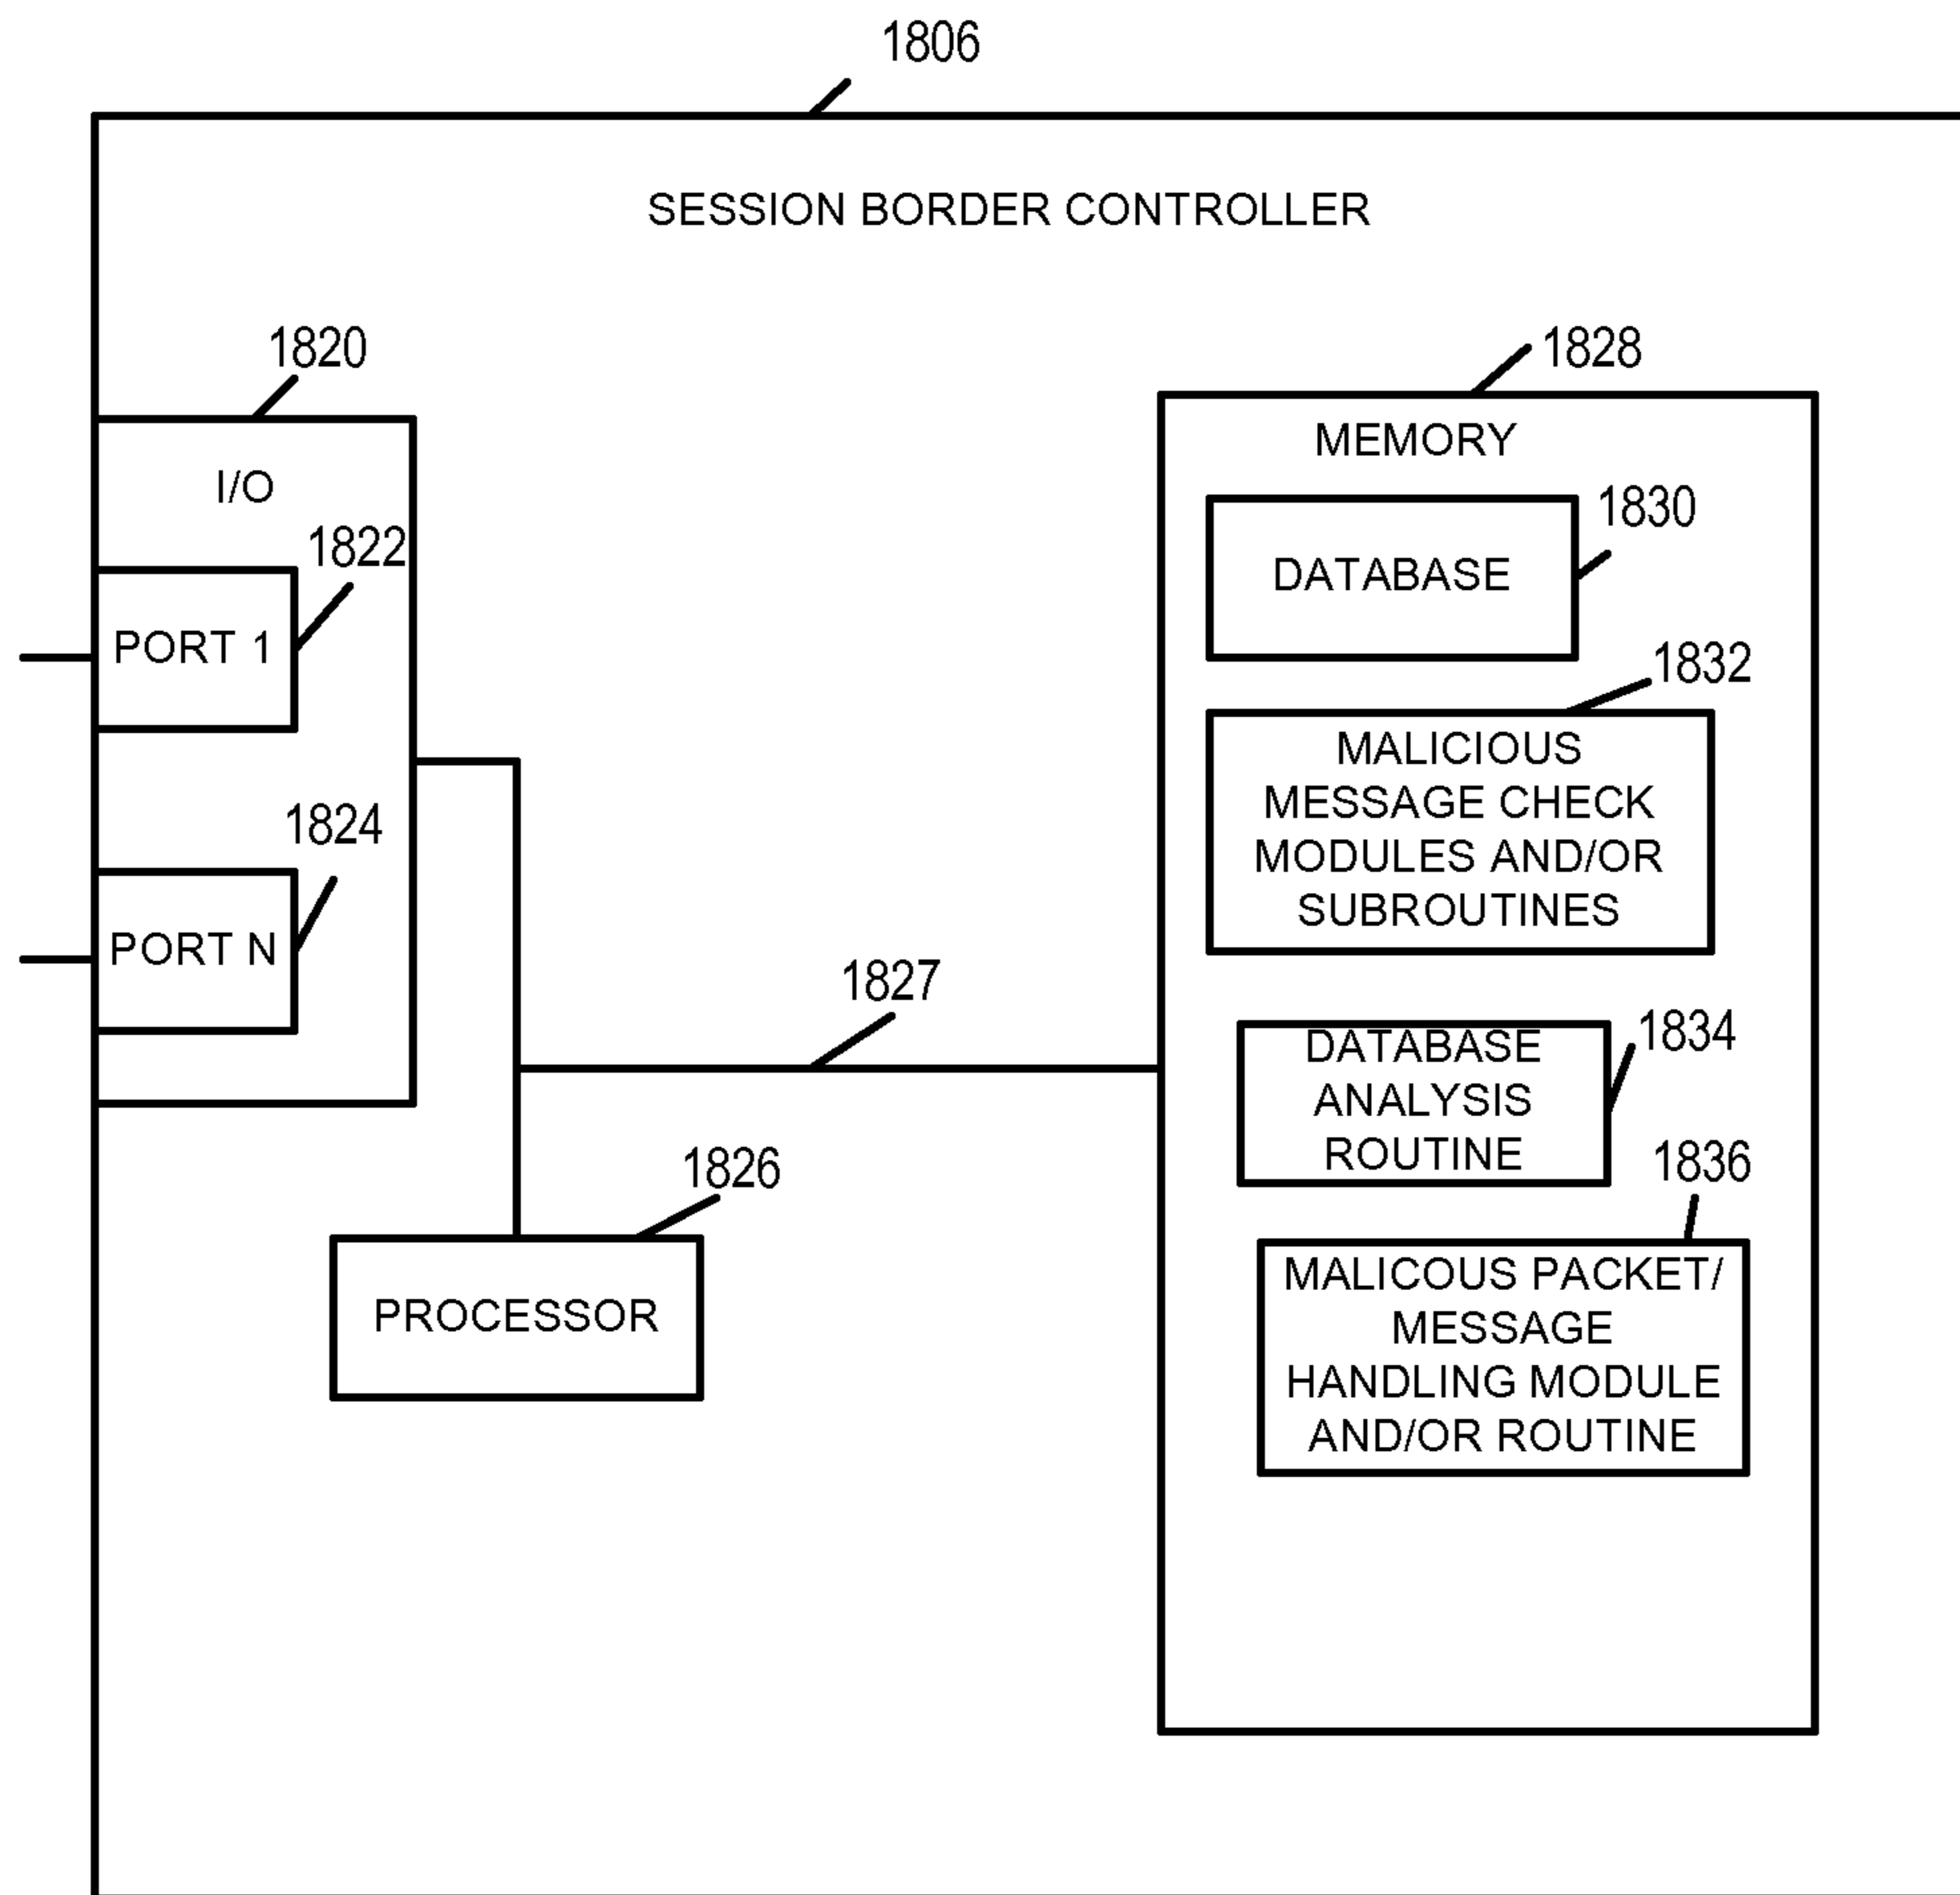 1806
SESSION BORDER CONTROLLER
1820
I/O
1822
PORT 1
1824
PORT N
1827
1826
PROCESSOR
1828
MEMORY
1830
DATABASE
1832
MALICIOUS
MESSAGE CHECK
MODULES AND/OR
SUBROUTINES
1834
DATABASE
ANALYSIS
ROUTINE
1836
MALICOUS PACKET/
MESSAGE
HANDLING MODULE
AND/OR ROUTINE